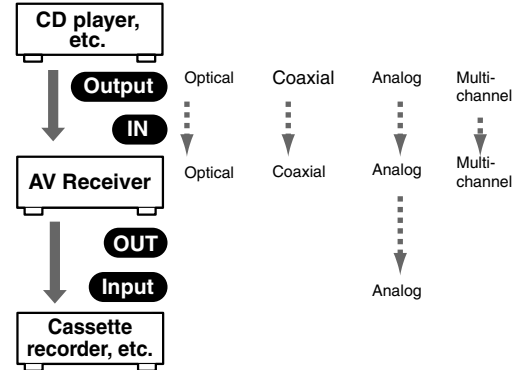 CD player,
etc.
Output
Optical
Coaxial
Analog
Multi-
channel
IN
AV Receiver
Optical
Coaxial
Analog
Multi-
channel
OUT
Input
Analog
Cassette
recorder, etc.